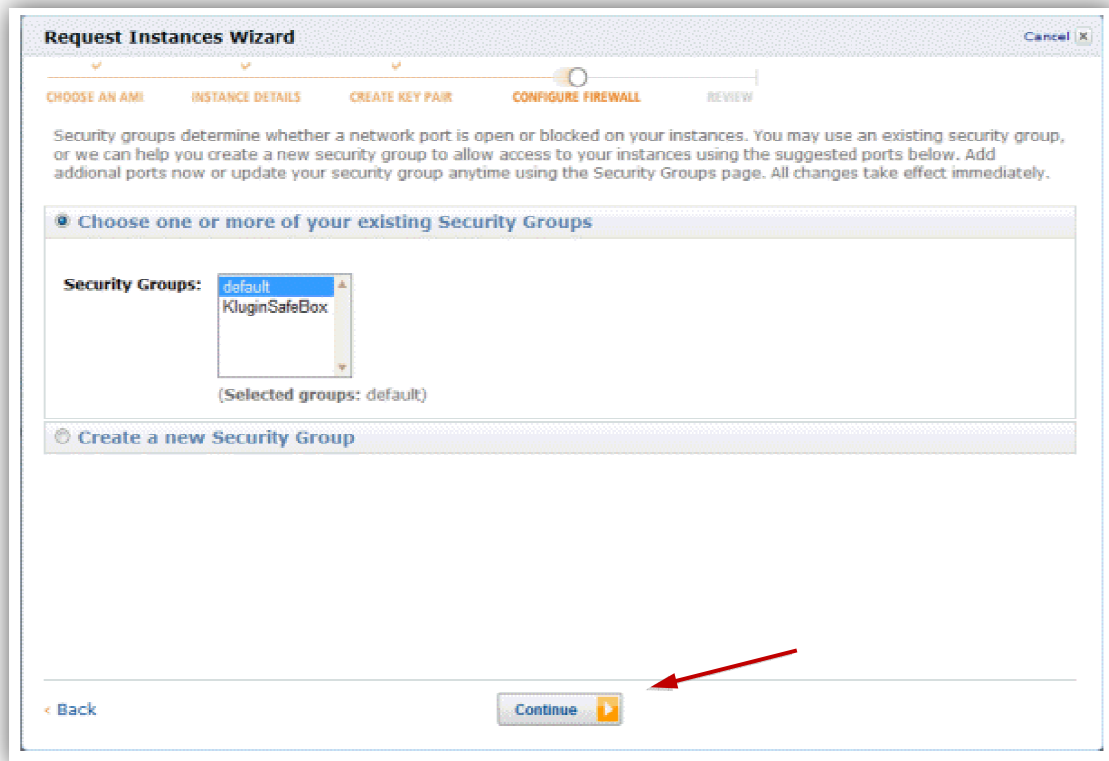 Request Instances Wizard
Cancel
CHOOSE AN AMI INSTANCE DETAILS CREATE KEY PAIR CONFIGURE FIREWALL REVIEW
Security groups determine whether a network port is open or blocked on your instances. You may use an existing security group,
or we can help you create a new security group to allow access to your instances using the suggested ports below. Add
addional ports now or update your security group anytime using the Security Groups page. All changes take effect immediately.
Choose one or more of your existing Security Groups
Security Groups:
default
KluginSafeBox
(Selected groups: default)
Create a new Security Group
< Back
Continue